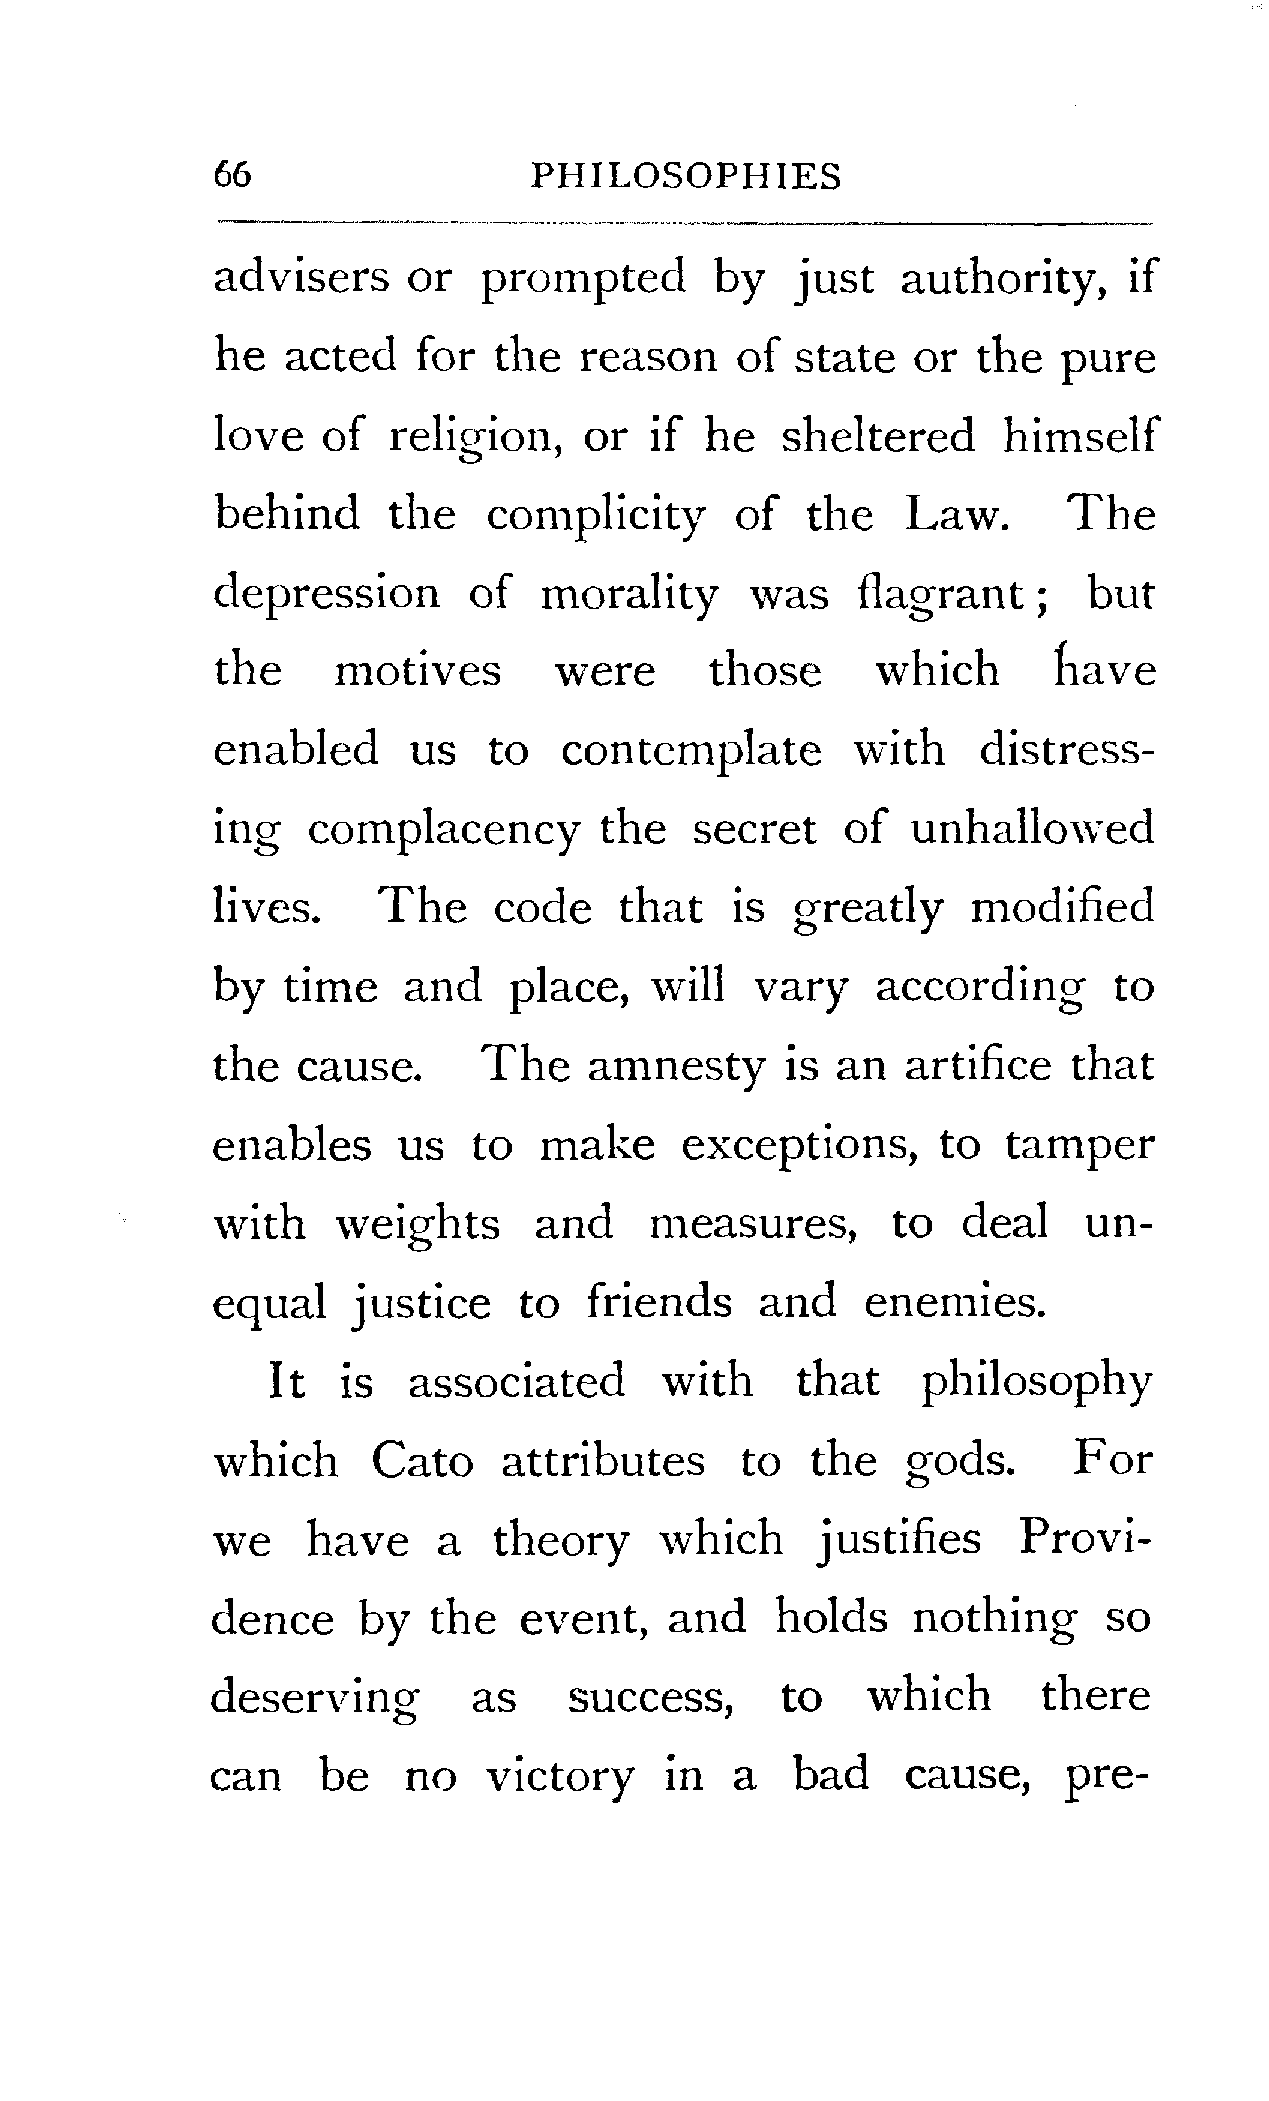 66 PHILOSOPHIES
advisers or prompted by just authority, if
he acted for the reason of state or the pure
love of religion, or if he sheltered himself
behind the complicity of the Law. The
depression of morality was flagrant ; but
the motives were those which have
enabled us to contemplate with distress-
ing complacency the secret of unhallowed
lives. The code that is greatly modified
by time and place, will vary according to
the cause. The amnesty is an artifice that
enables us to make exceptions, to tamper
with weights and measures, to deal un-
equal justice to friends and enemies.
It is associated with that philosophy
which Cato attributes to the gods. For
we have a theory which justifies Provi-
dence by the event, and holds nothing so
deserving as success, to which there
can be no victory in a bad cause, pre-